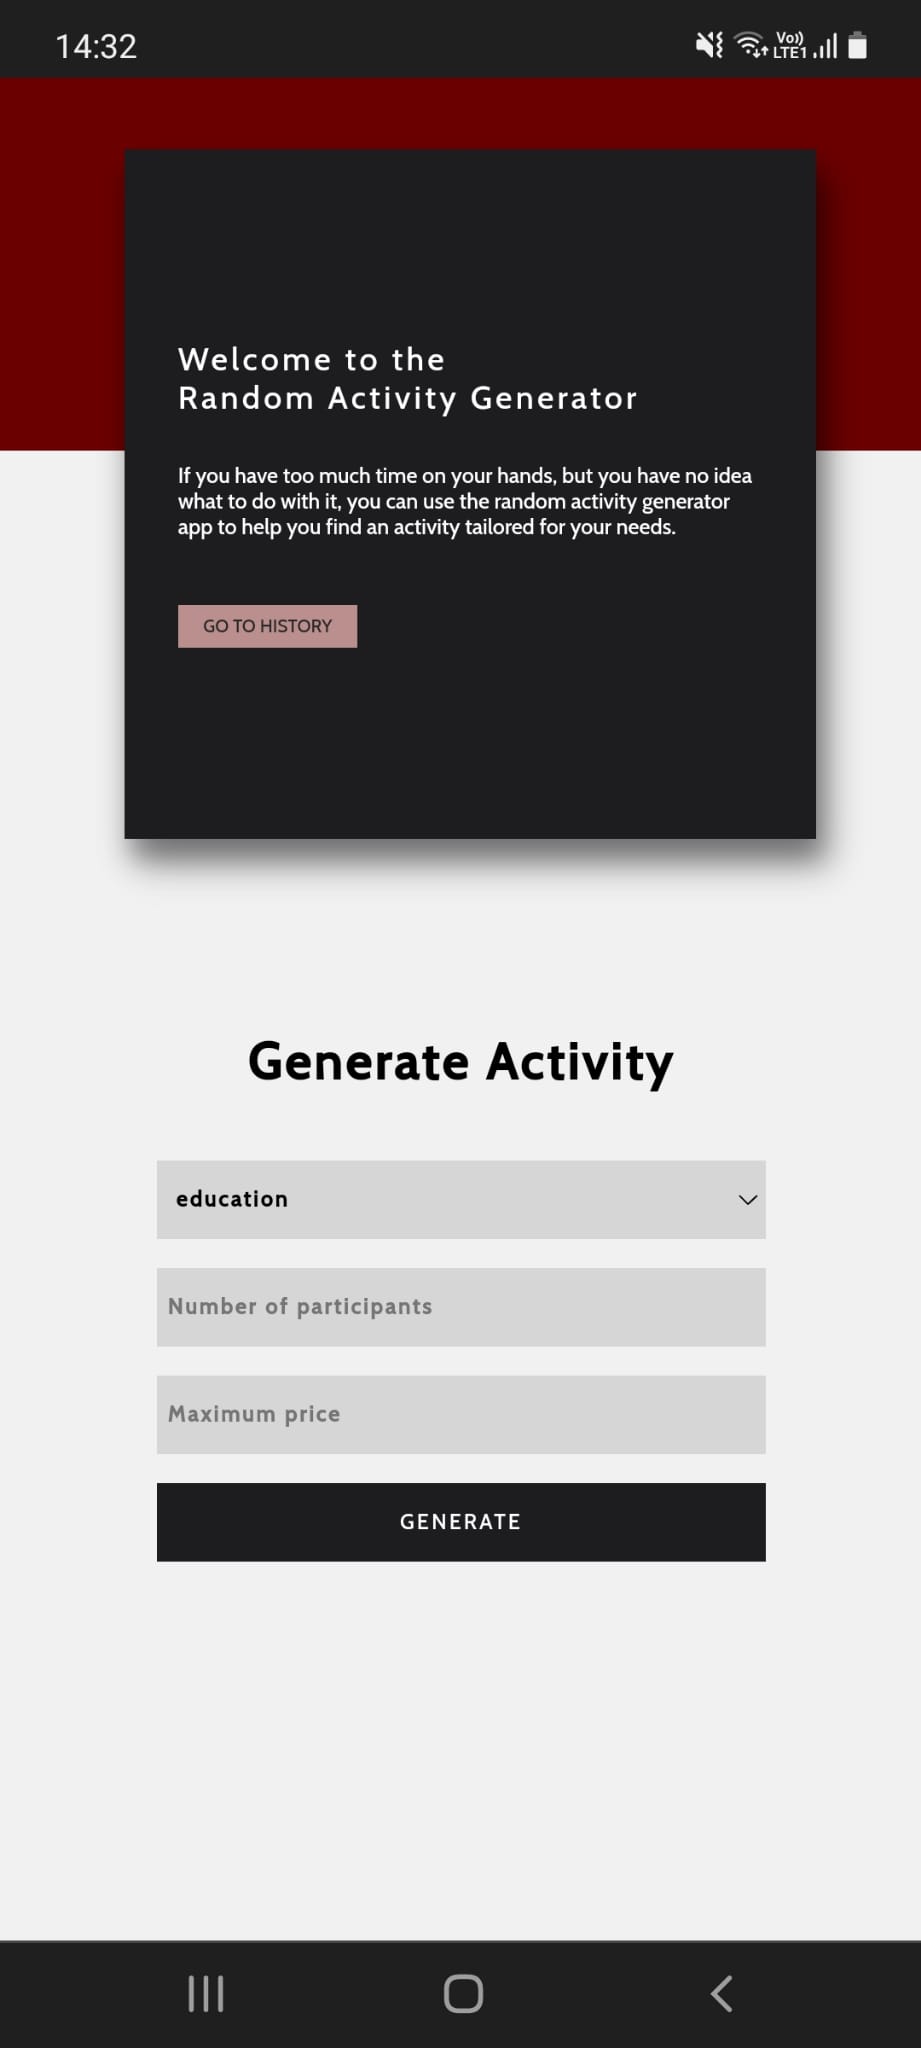 14:32
Vo))
LTE1
Welcome to the
Random Activity Generator
If you have too much time on your hands, but you have no idea
what to do with it, you can use the random activity generator
app to help you find an activity tailored for your needs.
GO TO HISTORY
Generate Activity
education
Number of participants
Maximum price
GENERATE